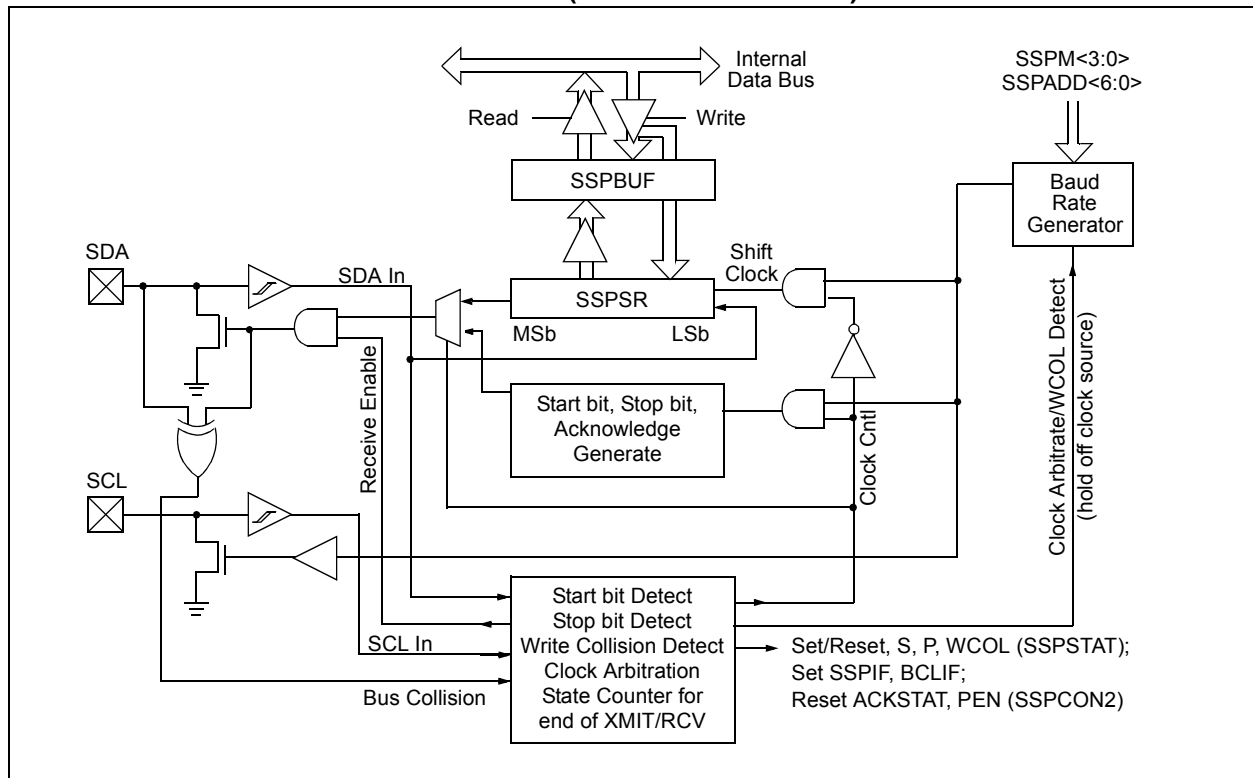 Internal
Data Bus
SSPM<3:0>
SSPADD<6:0>
Read
Write
SSPBUF
Baud
Rate
Generator
SDA
SDA In
Shift
Clock
SSPSR
MSb
LSb
Receive Enable
Start bit, Stop bit,
Acknowledge
Generate
Clock Cntl
Clock Arbitrate/WCOL Detect
(hold off clock source)
SCL
SCL In
Bus Collision
Start bit Detect
Stop bit Detect
Write Collision Detect
Clock Arbitration
State Counter for
end of XMIT/RCV
Set/Reset, S, P, WCOL (SSPSTAT);
Set SSPIF, BCLIF;
Reset ACKSTAT, PEN (SSPCON2)